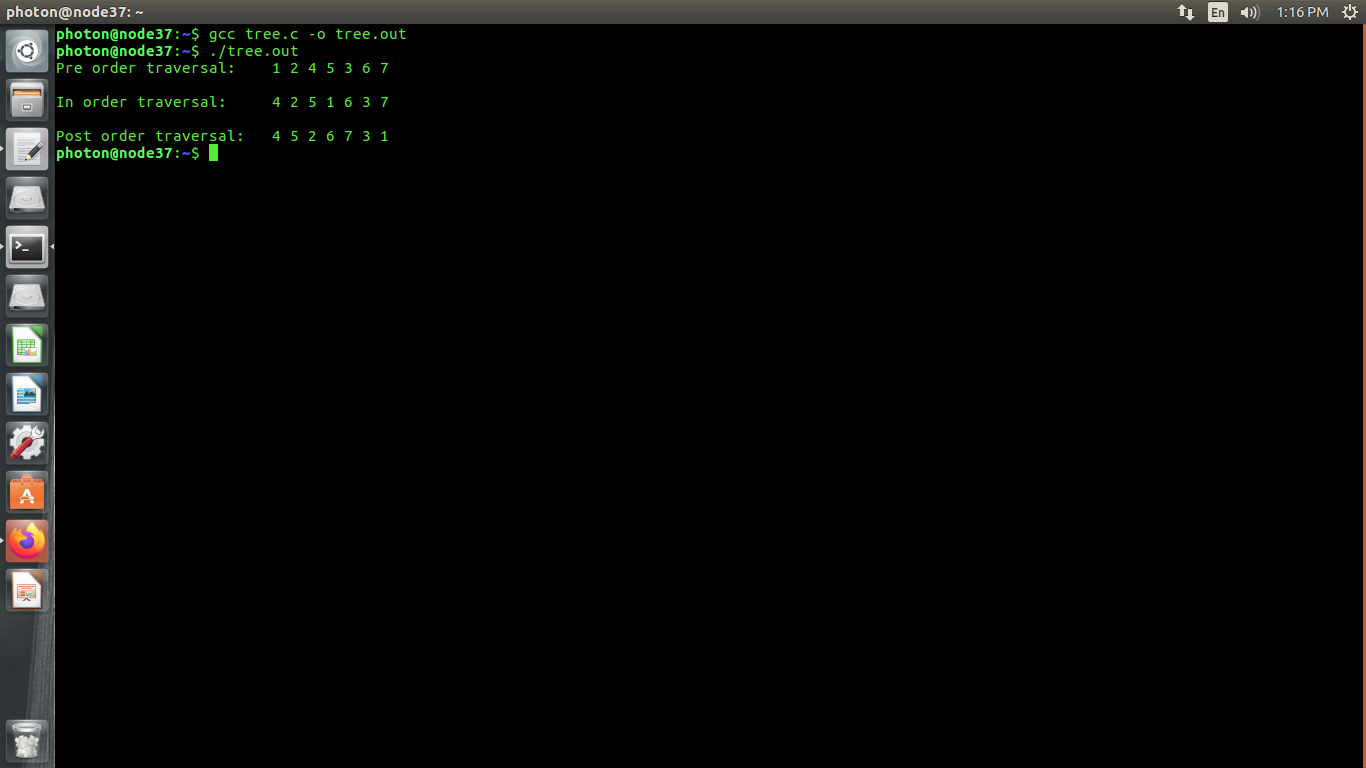 photon@node37: ~
En
1:16 PM
photon@node37:~$ gcc tree.c -o tree.out
photon@node37:~$ ./tree.out
Pre order traversal:    1 2 4 5 3 6 7
In order traversal:     4 2 5 1 6 3 7
Post order traversal:   4 5 2 6 7 3 1
photon@node37:~$